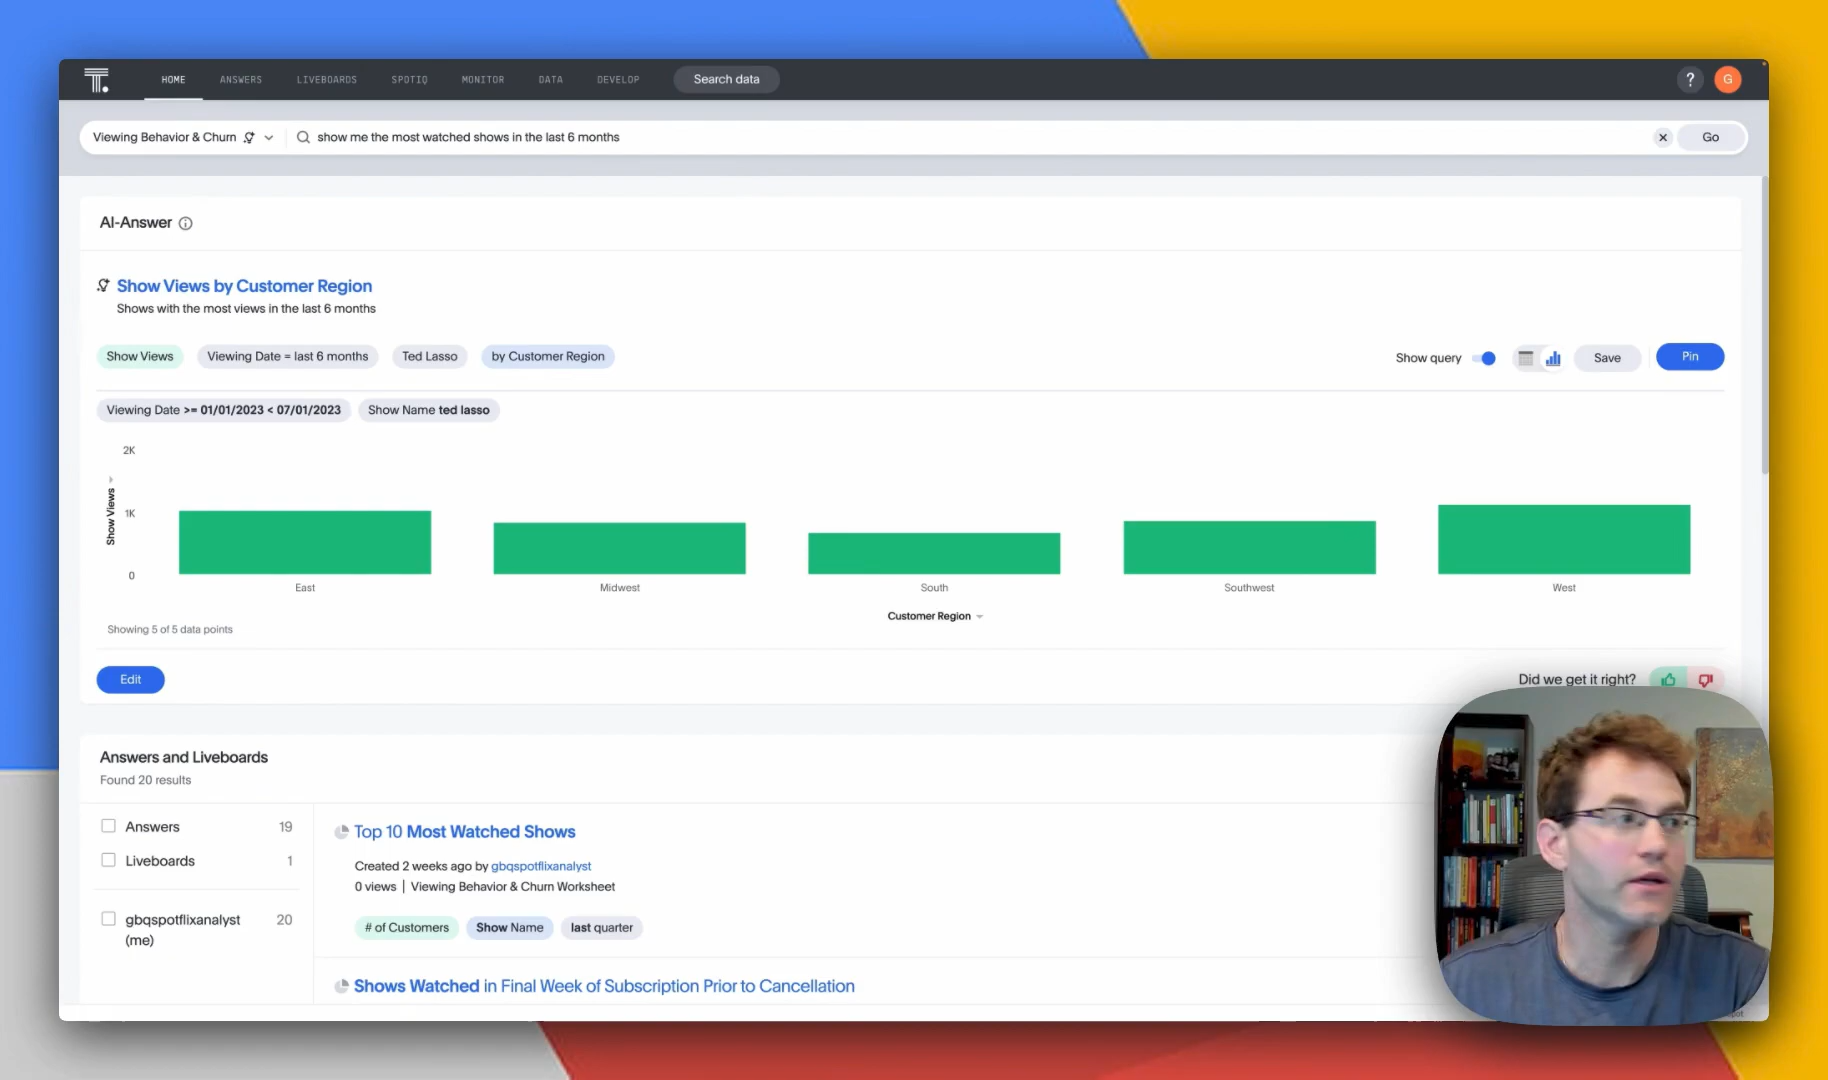 T.
HOME ANSWERS LIVEBOARDS SPOTIQ MONITOR DATA DEVELOP Search data ? G
Viewing Behavior & Churn show me the most watched shows in the last 6 months Go
AI-Answer
Show Views by Customer Region
Shows with the most views in the last 6 months
Show Views Viewing Date = last 6 months Ted Lasso by Customer Region Show query Save Pin
Viewing Date >= 01/01/2023 < 07/01/2023 Show Name ted lasso
2K
1K
0
Show Views
East Midwest South Southwest West
Customer Region
Showing 5 of 5 data points
Edit Did we get it right?
Answers and Liveboards
Found 20 results
Answers 19
Liveboards 1
gbqspotflixanalyst 20
(me)
Top 10 Most Watched Shows
Created 2 weeks ago by gbqspotflixanalyst
0 views | Viewing Behavior & Churn Worksheet
# of Customers Show Name last quarter
Shows Watched in Final Week of Subscription Prior to Cancellation